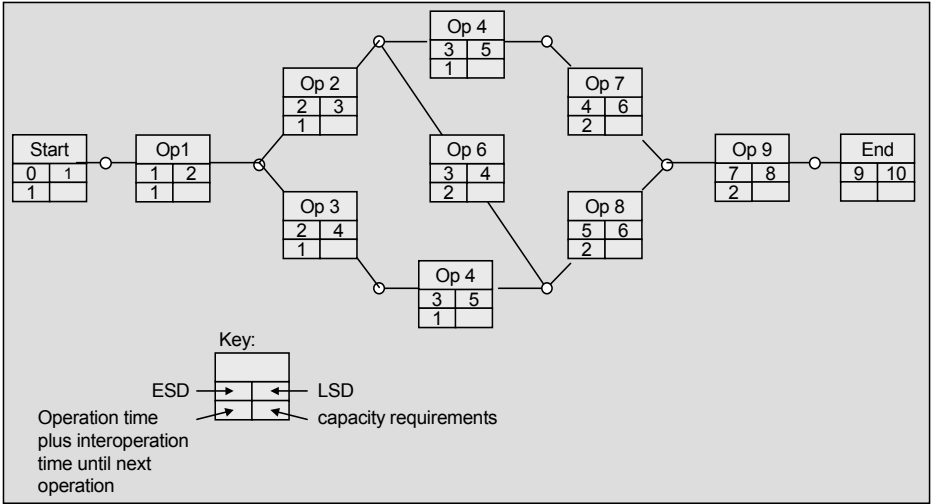 Start
0 1
1
Op1
1 2
1
Op 2
2 3
1
Op 3
2 4
1
Op 4
3 5
1
Op 6
3 4
2
Op 4
3 5
1
Op 7
4 6
2
Op 8
5 6
2
Op 9
7 8
2
End
9 10
Key:
ESD
LSD
Operation time
plus interoperation
time until next
operation
capacity requirements